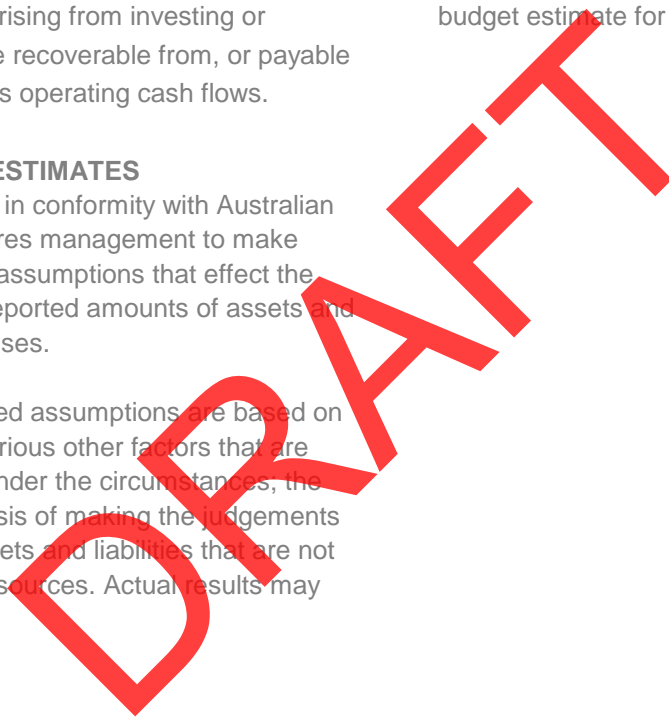 rising from investing or
e recoverable from, or payable
s operating cash flows.
ESTIMATES
in conformity with Australian
res management to make
assumptions that effect the
eported amounts of assets and
ses.
ed assumptions are based on
rious other factors that are
nder the circumstances; the
sis of making the judgements
ets and liabilities that are not
sources. Actual results may
budget estimate for
DRAFT